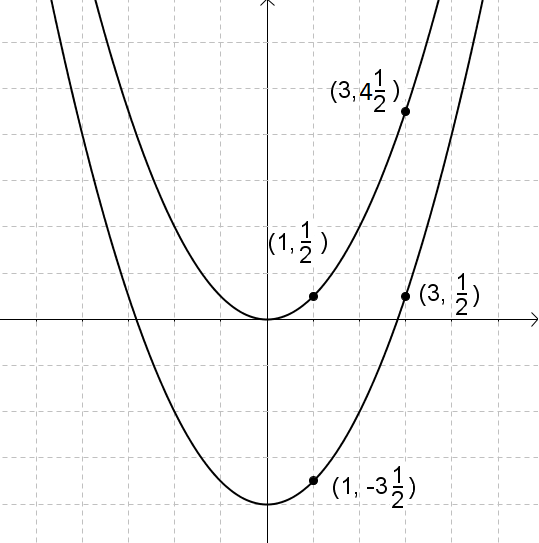 (3,4½)
(1,½)
(3, ½)
(1, -3½)